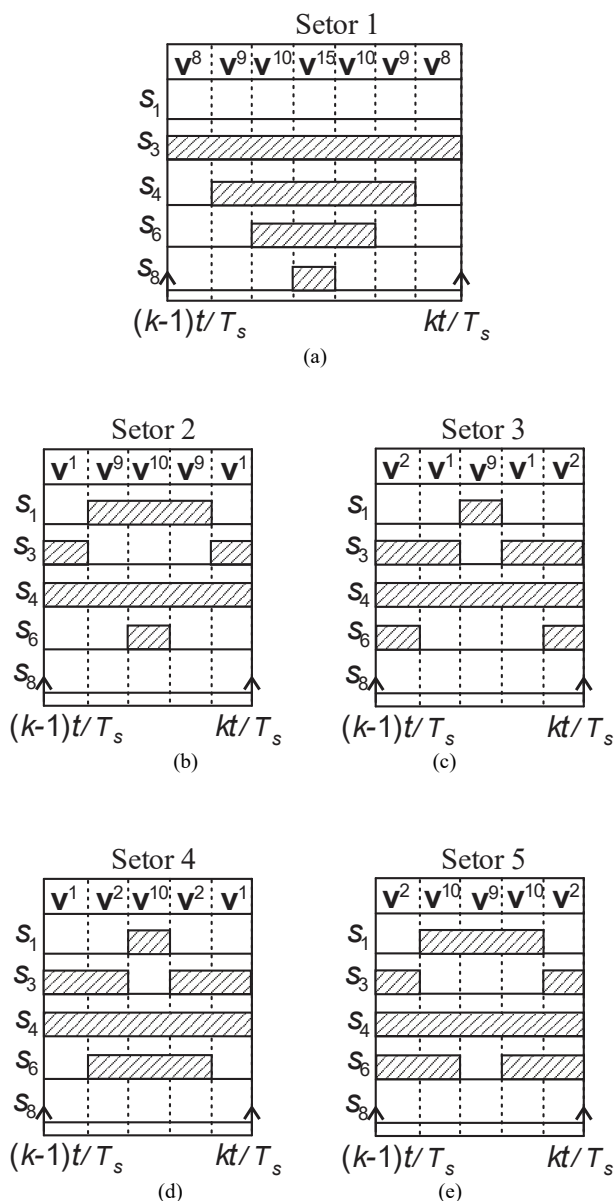 Setor 1
v⁸ v⁹ v¹⁰ v¹⁵ v¹⁰ v⁹ v⁸
s₁
s₃
s₄
s₆
s₈
(k-1)t/Tₛ kt/Tₛ
(a)
Setor 2
v¹ v⁹ v¹⁰ v⁹ v¹
s₁
s₃
s₄
s₆
s₈
(k-1)t/Tₛ kt/Tₛ
(b)
Setor 3
v² v¹ v⁹ v¹ v²
s₁
s₃
s₄
s₆
s₈
(k-1)t/Tₛ kt/Tₛ
(c)
Setor 4
v¹ v² v¹⁰ v² v¹
s₁
s₃
s₄
s₆
s₈
(k-1)t/Tₛ kt/Tₛ
(d)
Setor 5
v² v¹⁰ v⁹ v¹⁰ v²
s₁
s₃
s₄
s₆
s₈
(k-1)t/Tₛ kt/Tₛ
(e)